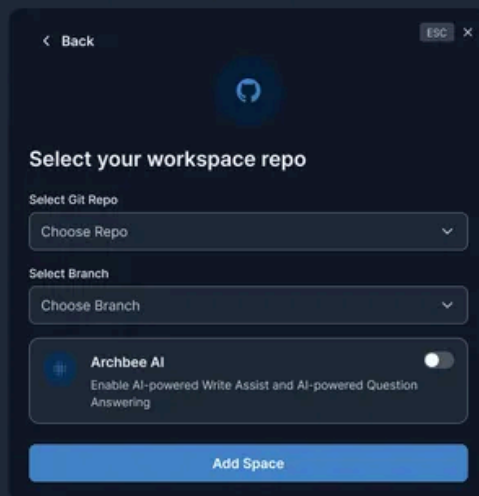 Back
ESC
Select your workspace repo
Select Git Repo
Choose Repo
Select Branch
Choose Branch
Archbee AI
Enable AI-powered Write Assist and AI-powered Question
Answering
Add Space